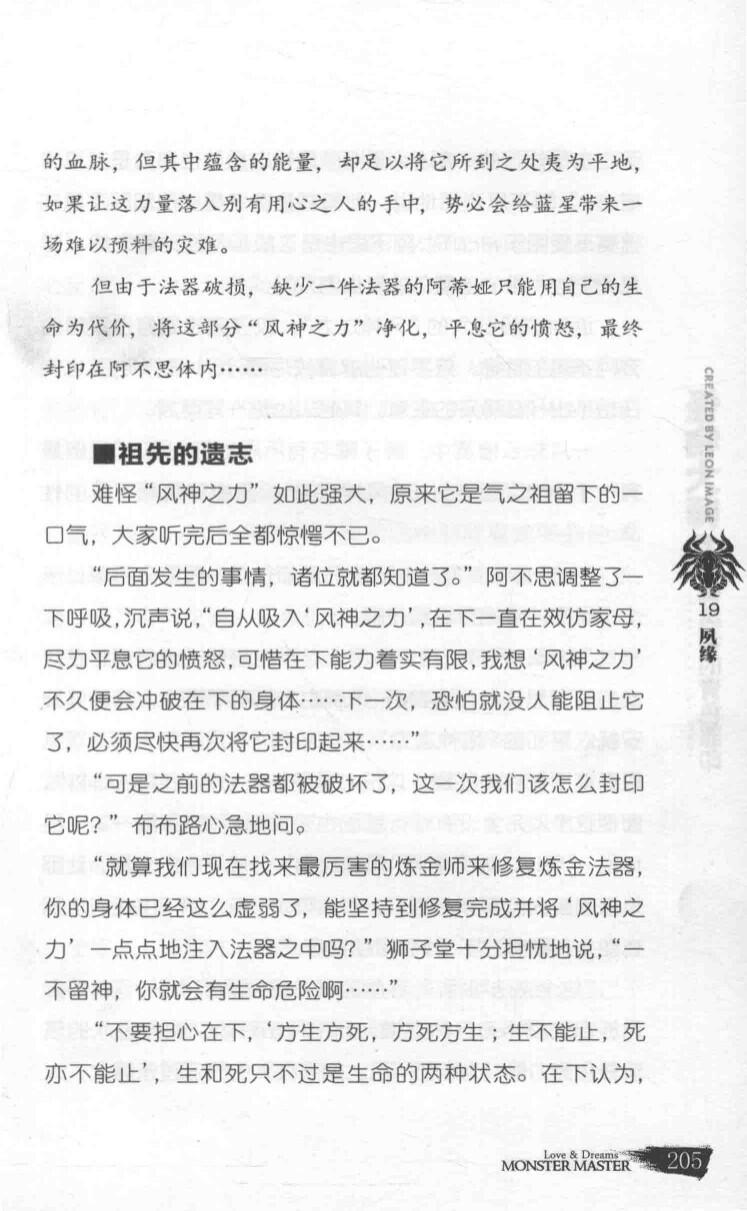 的血脉，但其中蕴含的能量，却足以将它所到之处夷为平地，
如果让这力量落入别有用心之人的手中，势必会给蓝星带来一
场难以预料的灾难。
但由于法器破损，缺少一件法器的阿蒂娅只能用自己的生
命为代价，将这部分“风神之力”净化，平息它的愤怒，最终
封印在阿不思体内……
■祖先的遗志
难怪“风神之力”如此强大，原来它是气之祖留下的一
口气，大家听完后全都惊愕不已。
“后面发生的事情，诸位就都知道了。”阿不思调整了一
下呼吸，沉声说，“自从吸入‘风神之力’，在下一直在效仿家母，
尽力平息它的愤怒，可惜在下能力着实有限，我想‘风神之力’
不久便会冲破在下的身体……下一次，恐怕就没人能阻止它
了，必须尽快再次将它封印起来……”
“可是之前的法器都被破坏了，这一次我们该怎么封印
它呢？”布布路心急地问。
“就算我们现在找来最厉害的炼金师来修复炼金法器，
你的身体已经这么虚弱了，能坚持到修复完成并将‘风神之
力’一点点地注入法器之中吗？”狮子堂十分担忧地说，“一
不留神，你就会有生命危险啊……”
“不要担心在下，‘方生方死，方死方生；生不能止，死
亦不能止’，生和死只不过是生命的两种状态。在下认为，
CREATED BY LEON IMAGE
19
夙缘
Love & Dreams
MONSTER MASTER
205